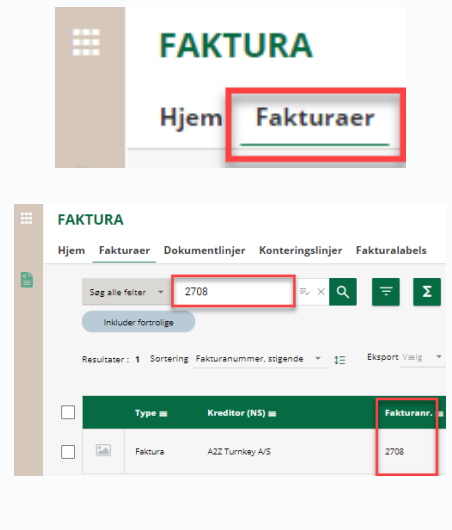 FAKTURA
Hjem Fakturaer
FAKTURA
Hjem Fakturaer Dokumentlinjer Konteringslinjer Fakturalabels
Søg alle felter 2708
Inkluder fortrolige
Resultater: 1 Sortering Fakturanummer, stigende Eksport Vælg
Type Kreditor (NS) Fakturanr.
Faktura A2Z Turnkey A/S 2708